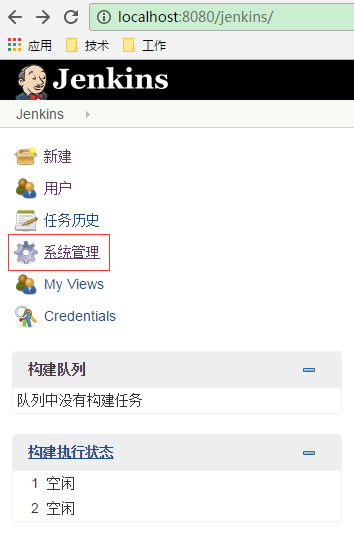 localhost:8080/jenkins/
应用 技术 工作
Jenkins
Jenkins
新建
用户
任务历史
系统管理
My Views
Credentials
构建队列
队列中没有构建任务
构建执行状态
1 空闲
2 空闲